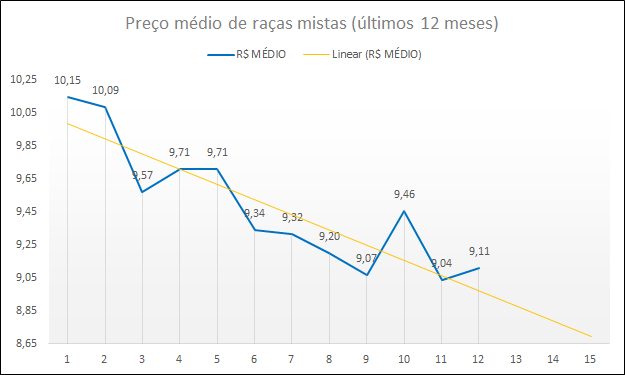 Preço médio de raças mistas (últimos 12 meses)
R$ MÉDIO Linear (R$ MÉDIO)
10,25
10,05
9,85
9,65
9,45
9,25
9,05
8,85
8,65
10,15 10,09 9,57 9,71 9,71 9,34 9,32 9,20 9,07 9,46 9,04 9,11
1 2 3 4 5 6 7 8 9 10 11 12 13 14 15